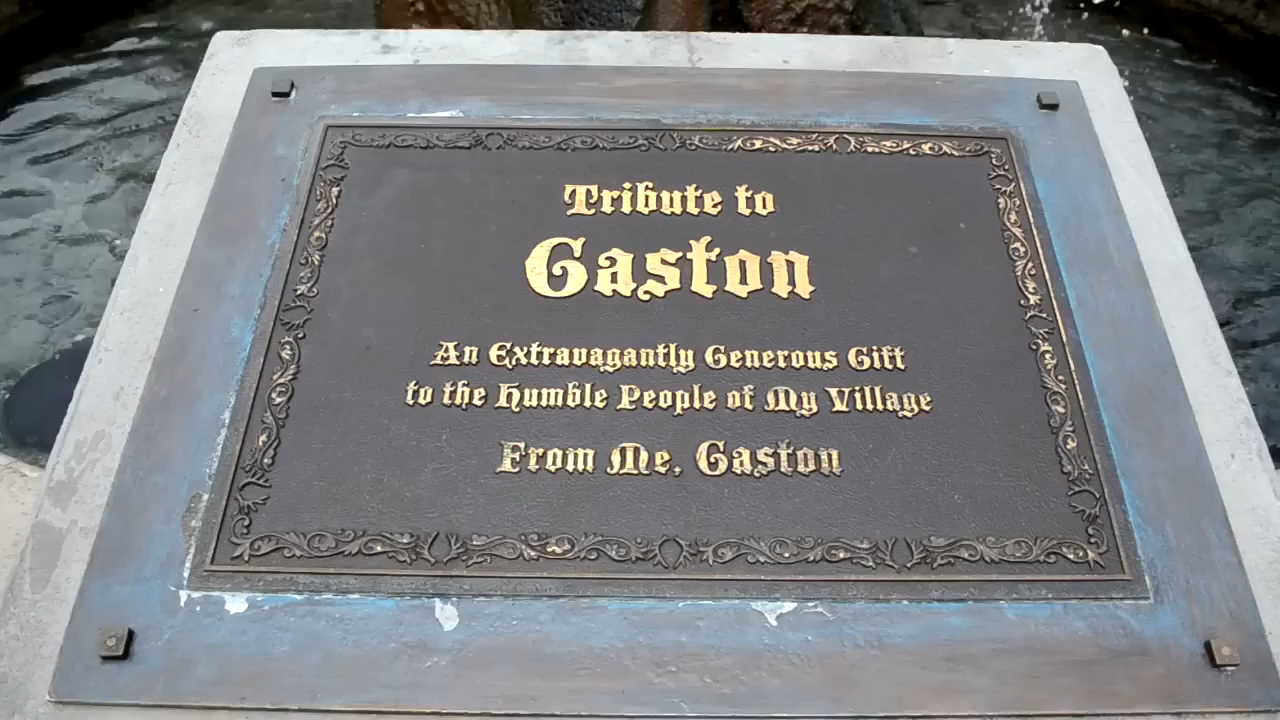 Tribute to
Gaston
An Extravagantly Generous Gift
to the Humble People of My Village
From Me, Gaston